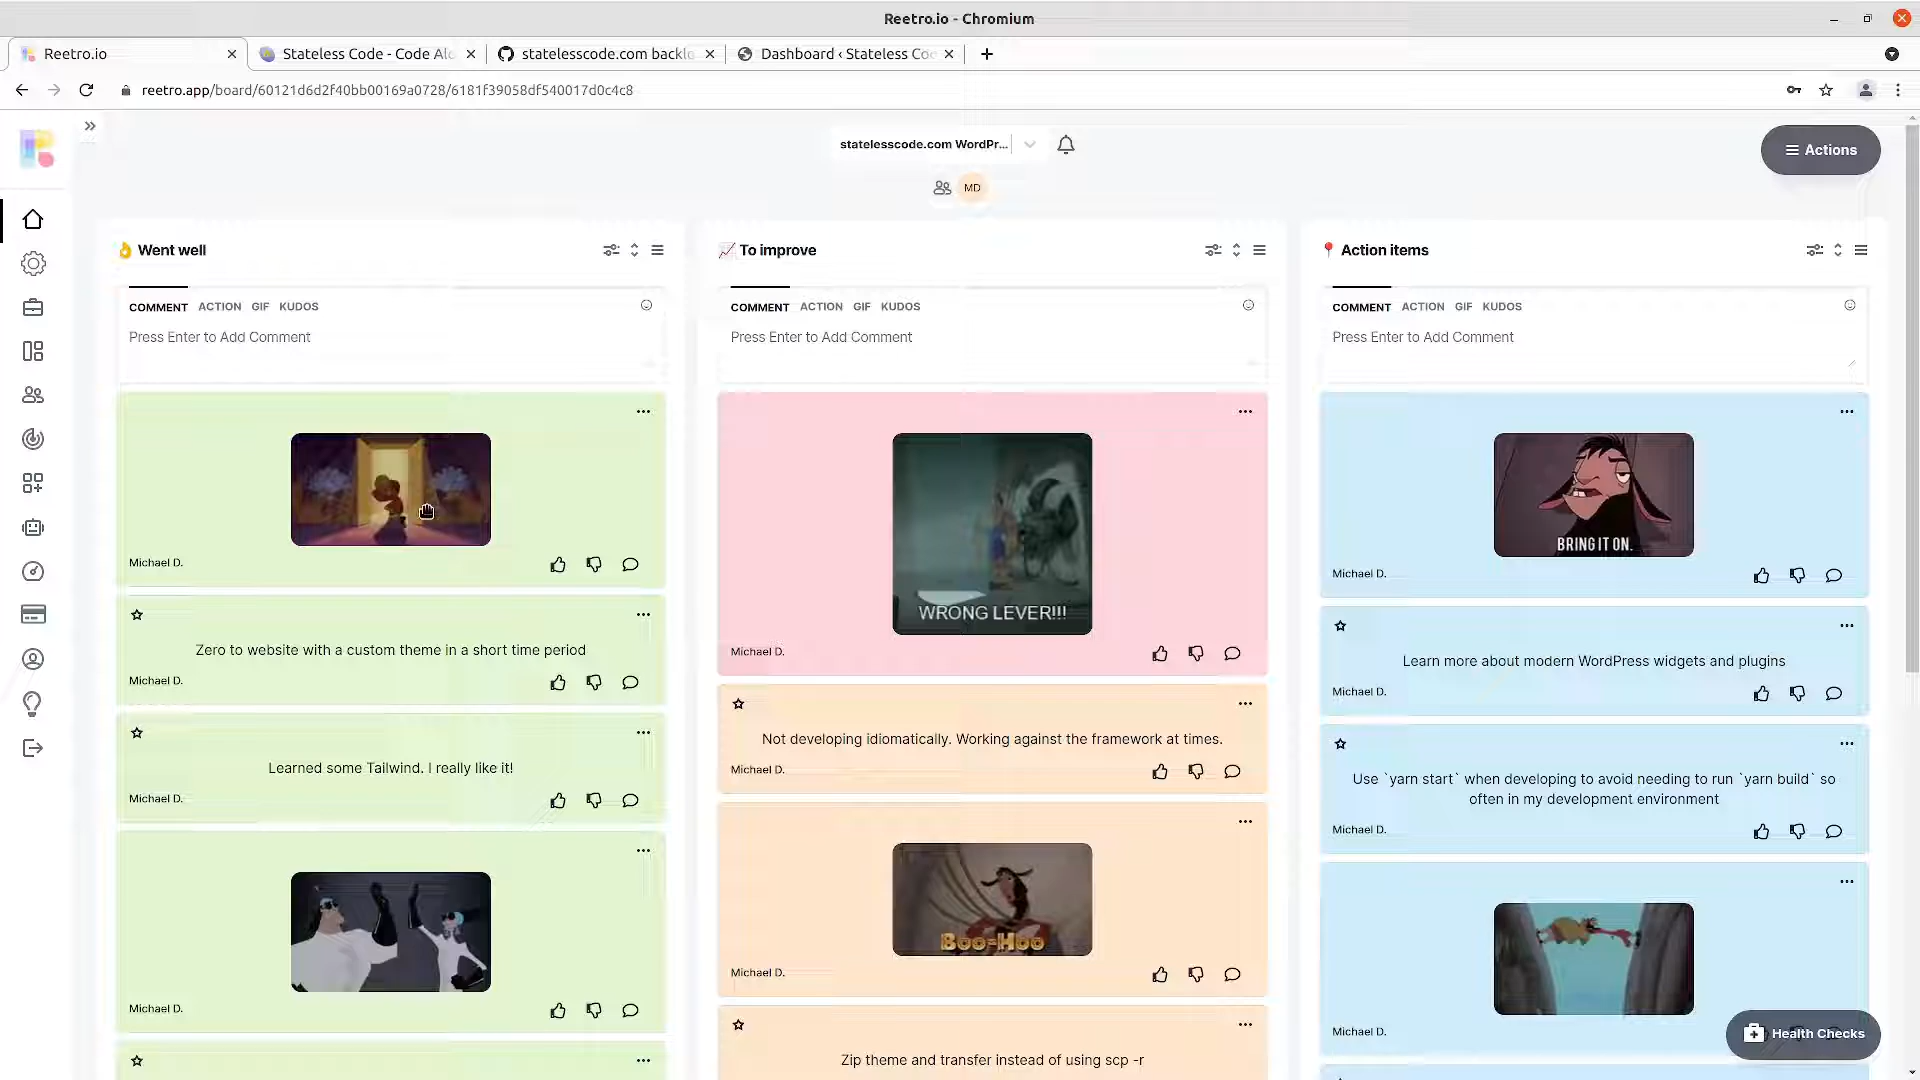 Reetro.io - Chromium
Reetro.io
Stateless Code - Code Alo
statelesscode.com backlo
Dashboard ‹ Stateless Co
reetro.app/board/60121d6d2f40bb00169a0728/6181f39058df540017d0c4c8
statelesscode.com WordPr...
Actions
MD
Went well
COMMENT ACTION GIF KUDOS
Press Enter to Add Comment
Michael D.
Zero to website with a custom theme in a short time period
Michael D.
Learned some Tailwind. I really like it!
Michael D.
Michael D.
To improve
COMMENT ACTION GIF KUDOS
Press Enter to Add Comment
WRONG LEVER!!!
Michael D.
Not developing idiomatically. Working against the framework at times.
Michael D.
BOO-HOO
Michael D.
Zip theme and transfer instead of using scp -r
Action items
COMMENT ACTION GIF KUDOS
Press Enter to Add Comment
BRING IT ON.
Michael D.
Learn more about modern WordPress widgets and plugins
Michael D.
Use `yarn start` when developing to avoid needing to run `yarn build` so
often in my development environment
Michael D.
Michael D.
Health Checks